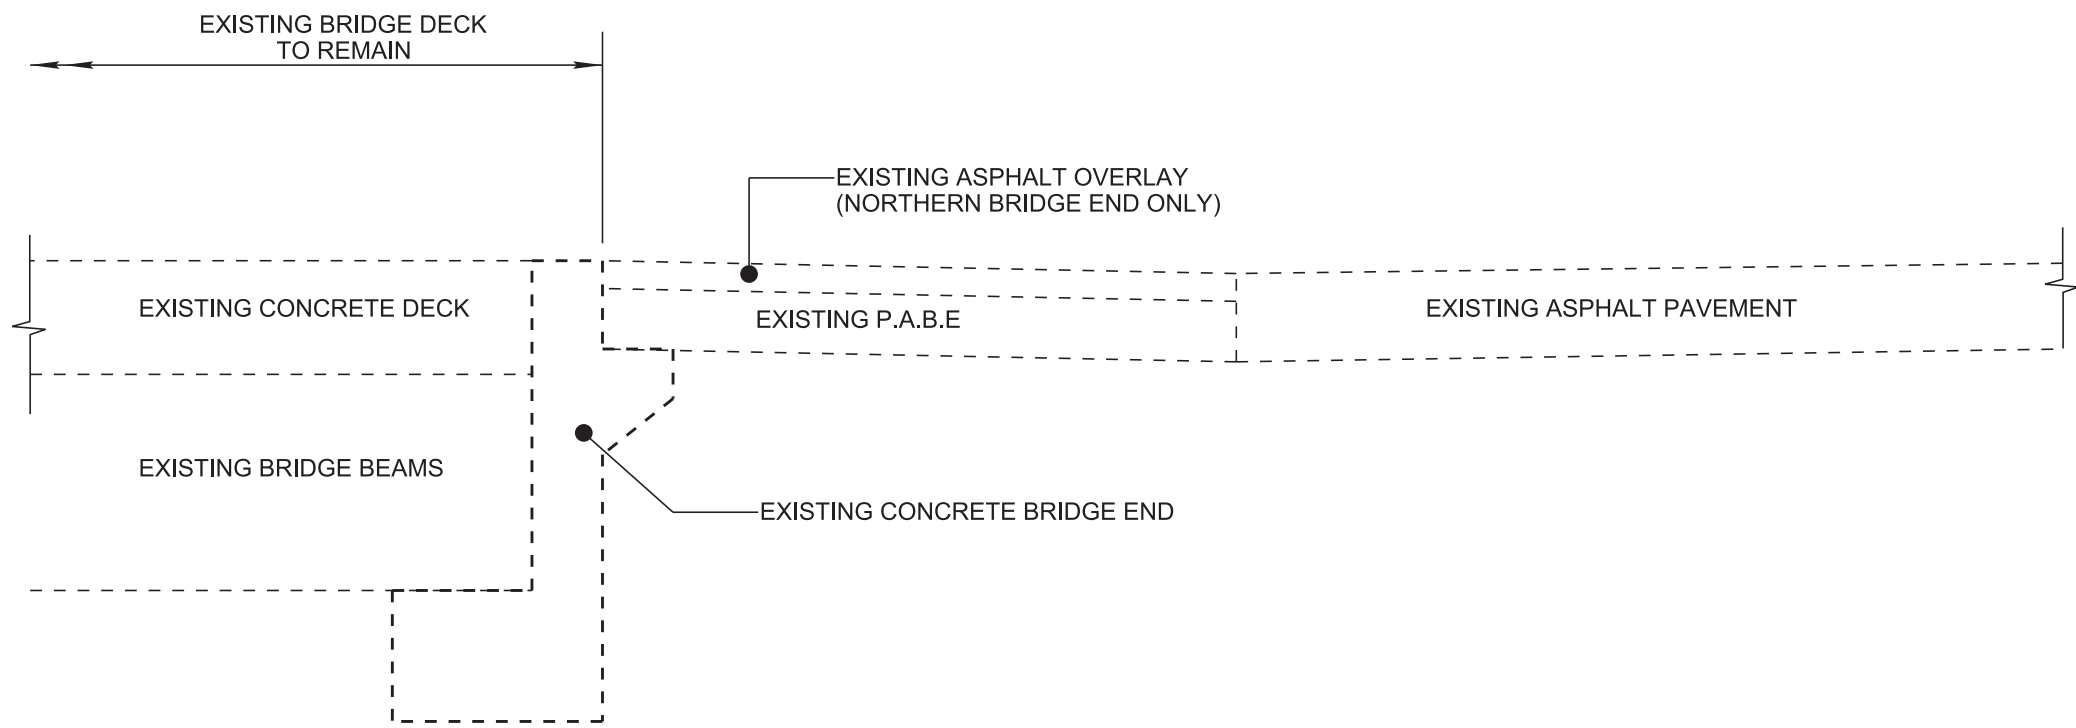 EXISTING BRIDGE DECK
TO REMAIN
EXISTING ASPHALT OVERLAY
(NORTHERN BRIDGE END ONLY)
EXISTING CONCRETE DECK
EXISTING P.A.B.E
EXISTING ASPHALT PAVEMENT
EXISTING BRIDGE BEAMS
EXISTING CONCRETE BRIDGE END